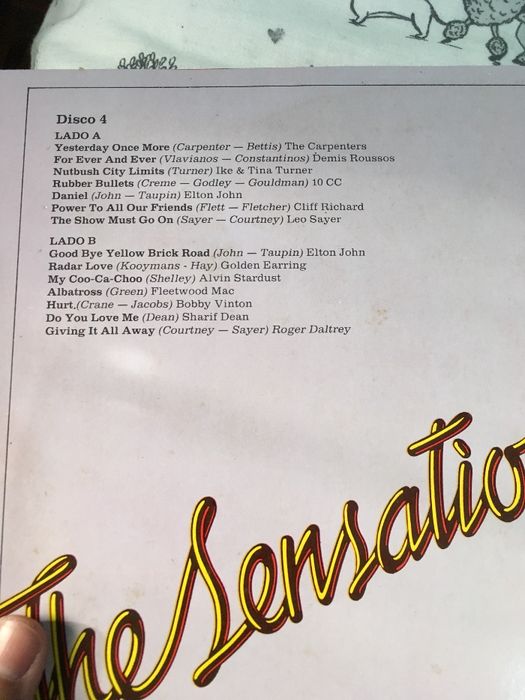 Disco 4
LADO A
Yesterday Once More (Carpenter — Bettis) The Carpenters
For Ever And Ever (Vlavianos — Constantinos) Demis Roussos
Nutbush City Limits (Turner) Ike & Tina Turner
Rubber Bullets (Creme — Godley — Gouldman) 10 CC
Daniel (John — Taupin) Elton John
Power To All Our Friends (Flett — Fletcher) Cliff Richard
The Show Must Go On (Sayer — Courtney) Leo Sayer
LADO B
Good Bye Yellow Brick Road (John — Taupin) Elton John
Radar Love (Kooymans - Hay) Golden Earring
My Coo-Ca-Choo (Shelley) Alvin Stardust
Albatross (Green) Fleetwood Mac
Hurt,(Crane — Jacobs) Bobby Vinton
Do You Love Me (Dean) Sharif Dean
Giving It All Away (Courtney — Sayer) Roger Daltrey
The Sensatio